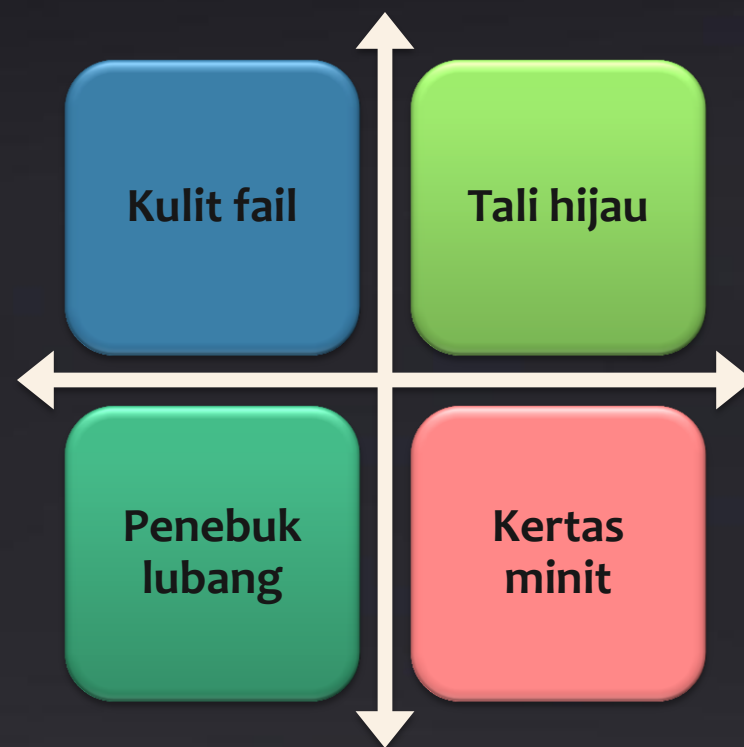 Kulit fail
Tali hijau
Penebuk
lubang
Kertas
minit